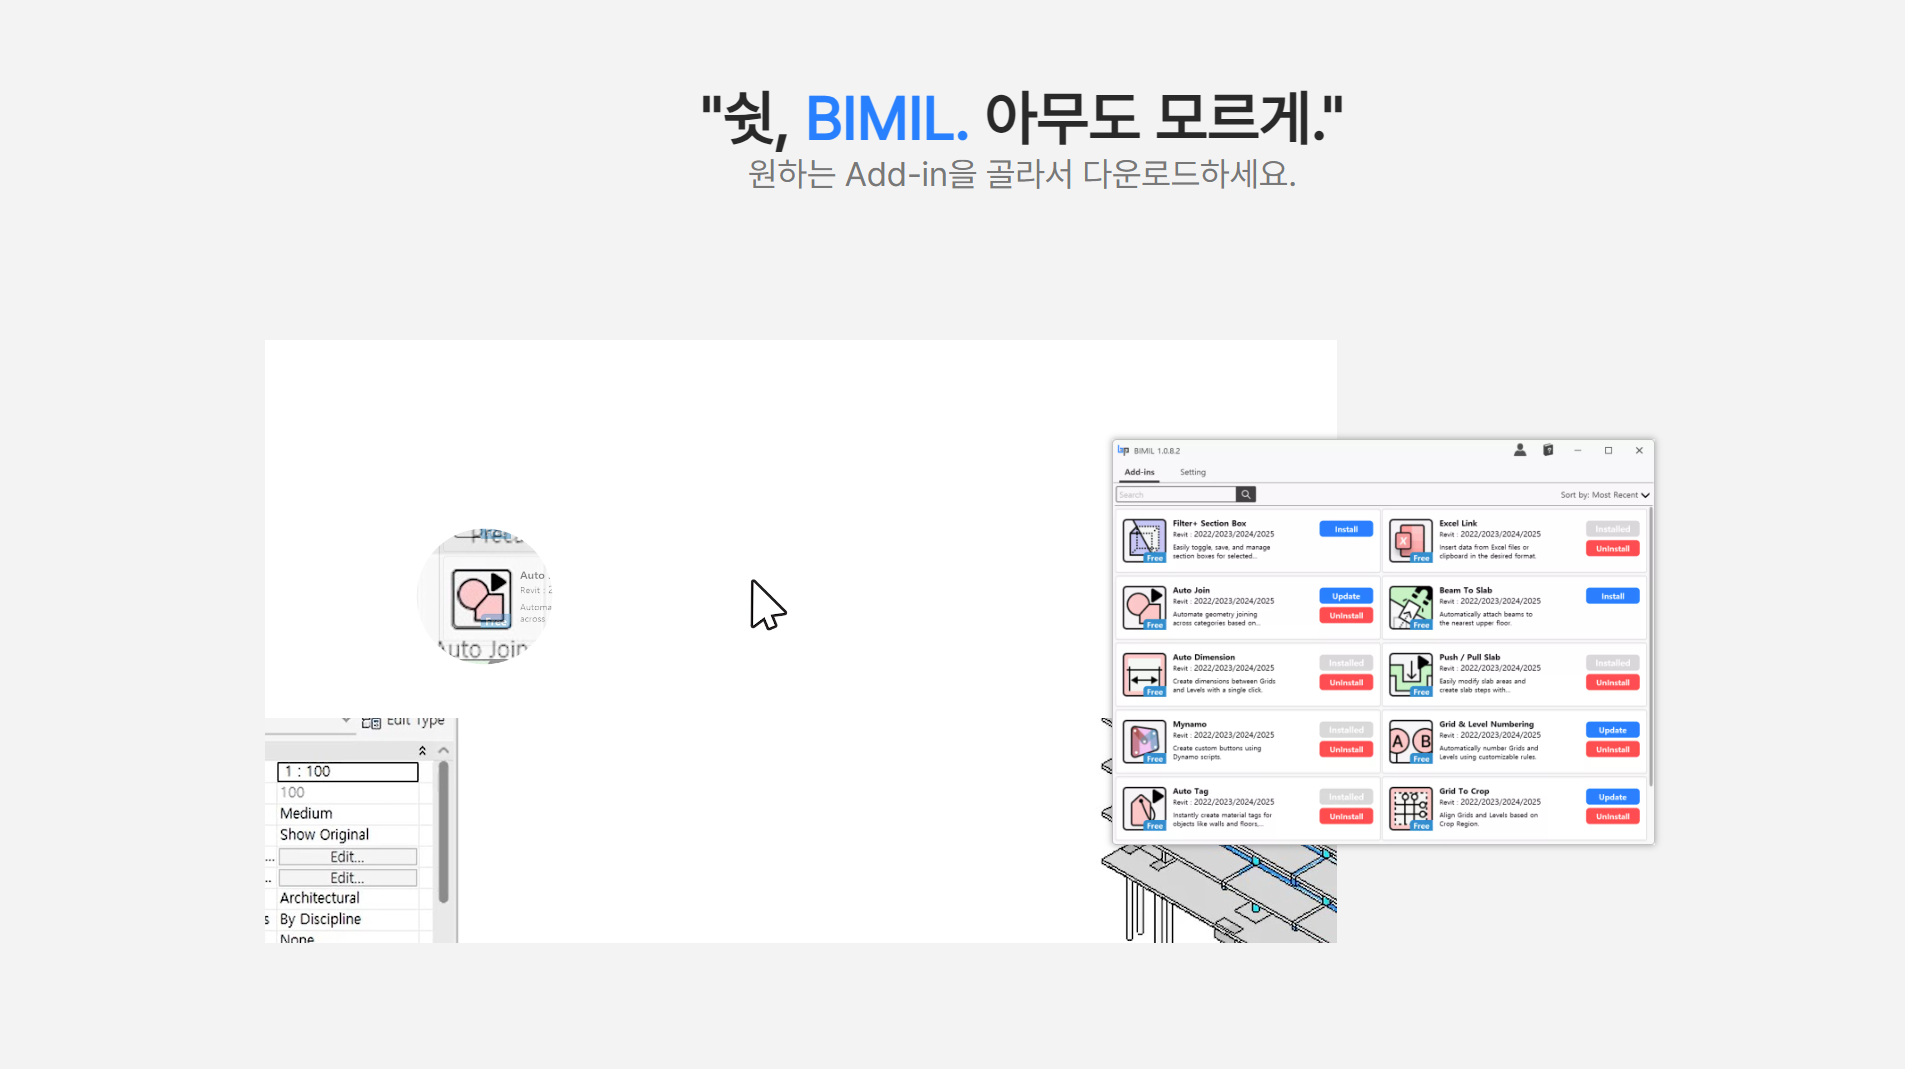 "쉿, BIMIL. 아무도 모르게."
원하는 Add-in을 골라서 다운로드하세요.
Auto
Revit : 2
Automa
across
Free
Auto Join
Edit Type
1 : 100
100
Medium
Show Original
... Edit...
... Edit...
Architectural
s By Discipline
None
BIMIL 1.0.8.2
Add-ins Setting
Search
Sort by: Most Recent
Filter+ Section Box
Revit : 2022/2023/2024/2025
Easily toggle, save, and manage
section boxes for selected...
Free
Install
Excel Link
Revit : 2022/2023/2024/2025
Insert data from Excel files or
clipboard in the desired format.
Free
Installed
Uninstall
Auto Join
Revit : 2022/2023/2024/2025
Automate geometry joining
across categories based on...
Free
Update
Uninstall
Beam To Slab
Revit : 2022/2023/2024/2025
Automatically attach beams to
the nearest upper floor.
Free
Install
Auto Dimension
Revit : 2022/2023/2024/2025
Create dimensions between Grids
and Levels with a single click.
Free
Installed
Uninstall
Push / Pull Slab
Revit : 2022/2023/2024/2025
Easily modify slab areas and
create slab steps with...
Free
Installed
Uninstall
Mynamo
Revit : 2022/2023/2024/2025
Create custom buttons using
Dynamo scripts.
Free
Installed
Uninstall
Grid & Level Numbering
Revit : 2022/2023/2024/2025
Automatically number Grids and
Levels using customizable rules.
A B
Free
Update
Uninstall
Auto Tag
Revit : 2022/2023/2024/2025
Instantly create material tags for
objects like walls and floors,...
Free
Installed
Uninstall
Grid To Crop
Revit : 2022/2023/2024/2025
Align Grids and Levels based on
Crop Region.
Free
Update
Uninstall